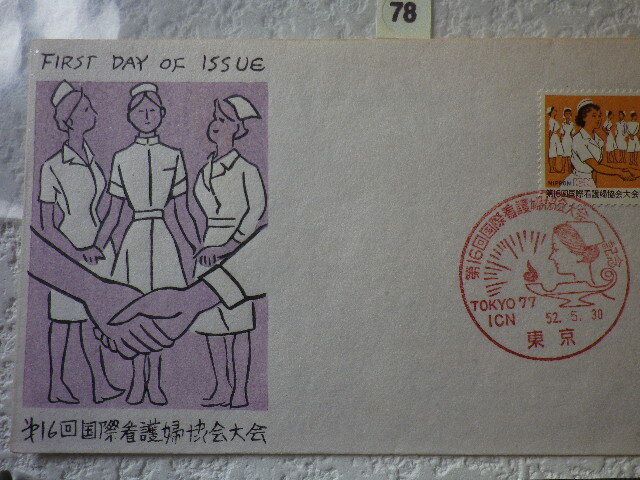 78
FIRST DAY OF ISSUE
NIPPON
第16回国際看護婦協会大会
第16回国際看護婦協会大会
記念
TOKYO 77
ICN
52.5.30
東京
第16回国際看護婦協会大会